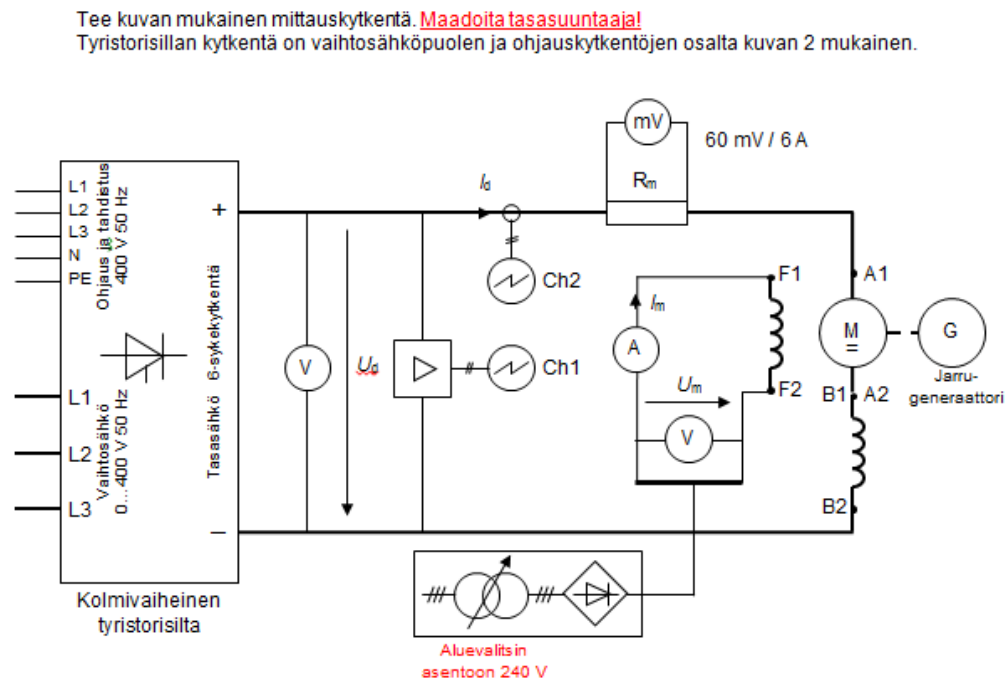 Tee kuvan mukainen mittauskytkentä. Maadoita tasasuuntaaja!
Tyristorisillan kytkentä on vaihtosähköpuolen ja ohjauskytkentöjen osalta kuvan 2 mukainen.
mV
60 mV / 6 A
Rm
L1
L2
L3
N
PE
Ohjaus ja tahdistus
400 V 50 Hz
+
Id
Ch2
F1
A1
Im
A
M
=
G
Jarru-
generaattori
Tasasähkö 6-sykekytkentä
V
Ud
Ch1
F2
Um
B1
A2
V
L1
L2
L3
Vaihtosähkö
0...400 V 50 Hz
–
B2
Kolmivaiheinen
tyristorisilta
Aluevalitsin
asentoon 240 V